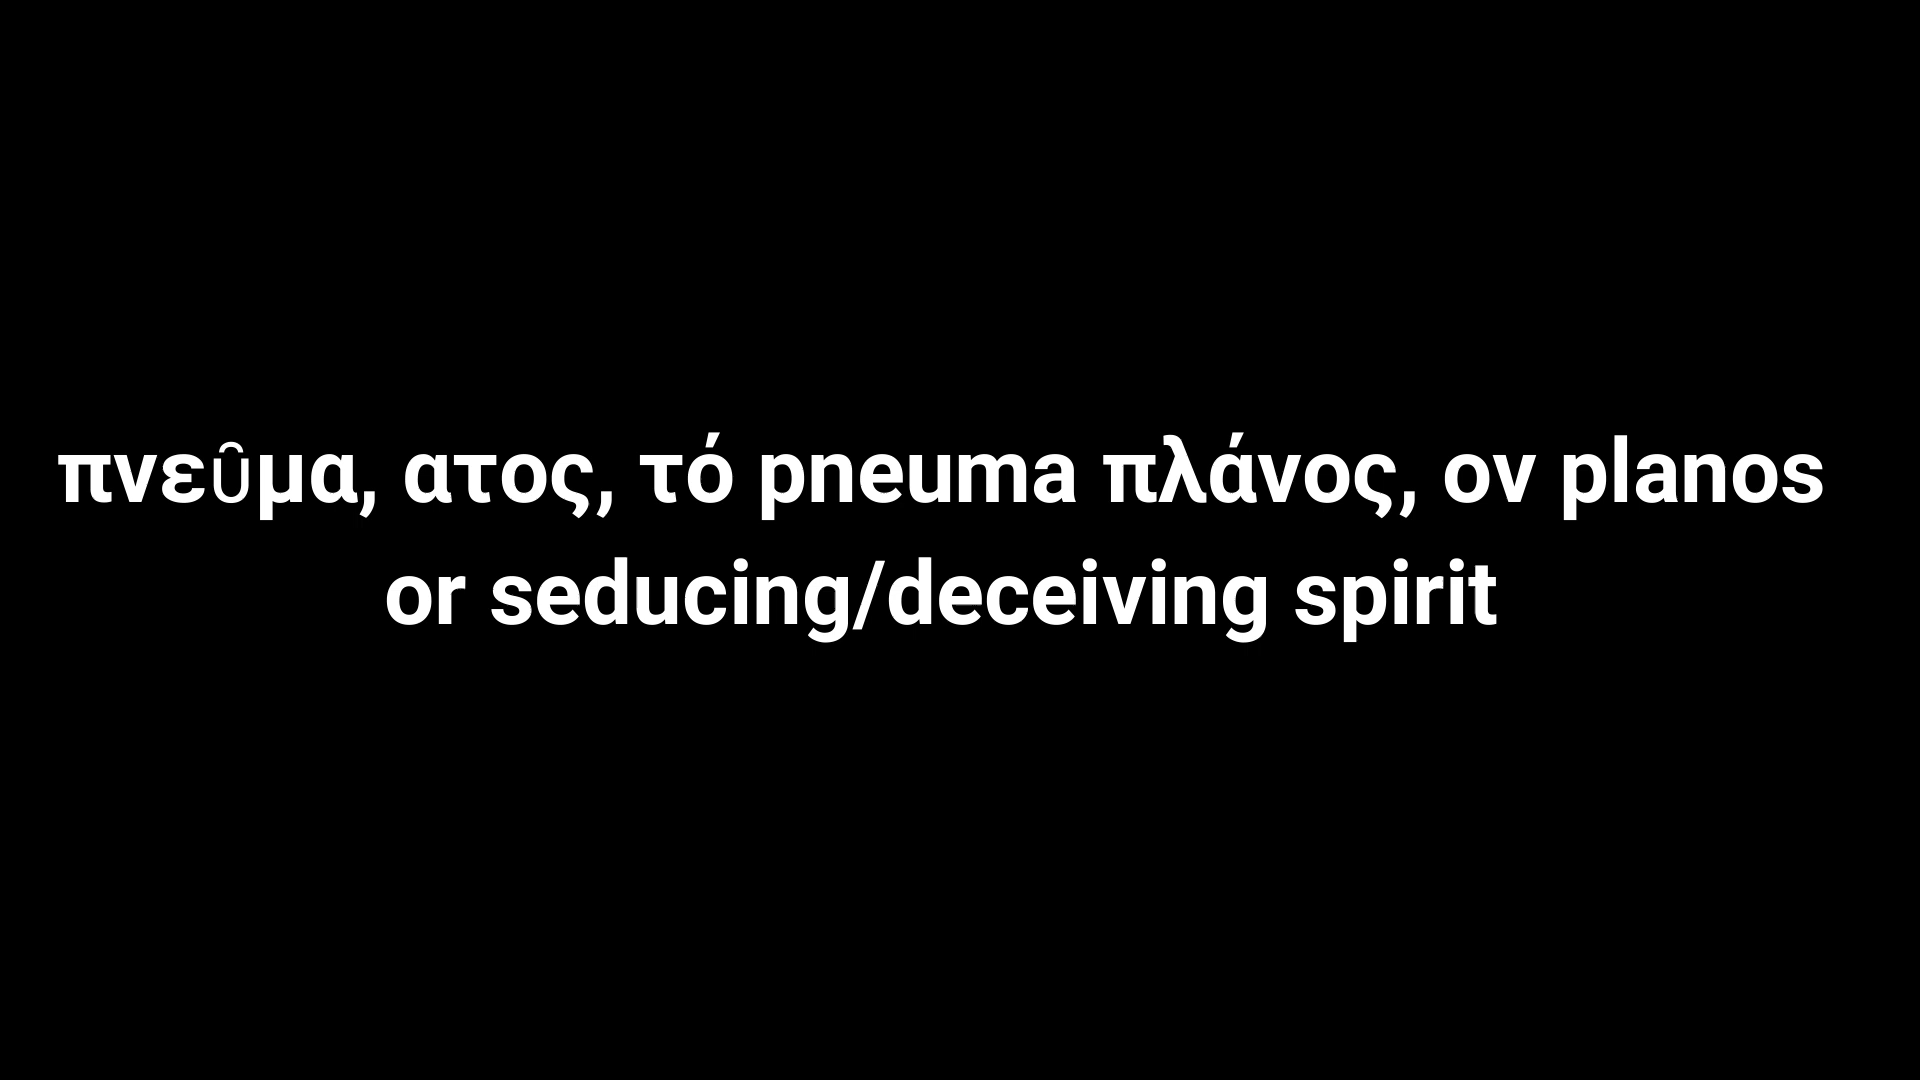 πνεῦμα, ατος, τό pneuma πλάνος, ον planos
or seducing/deceiving spirit